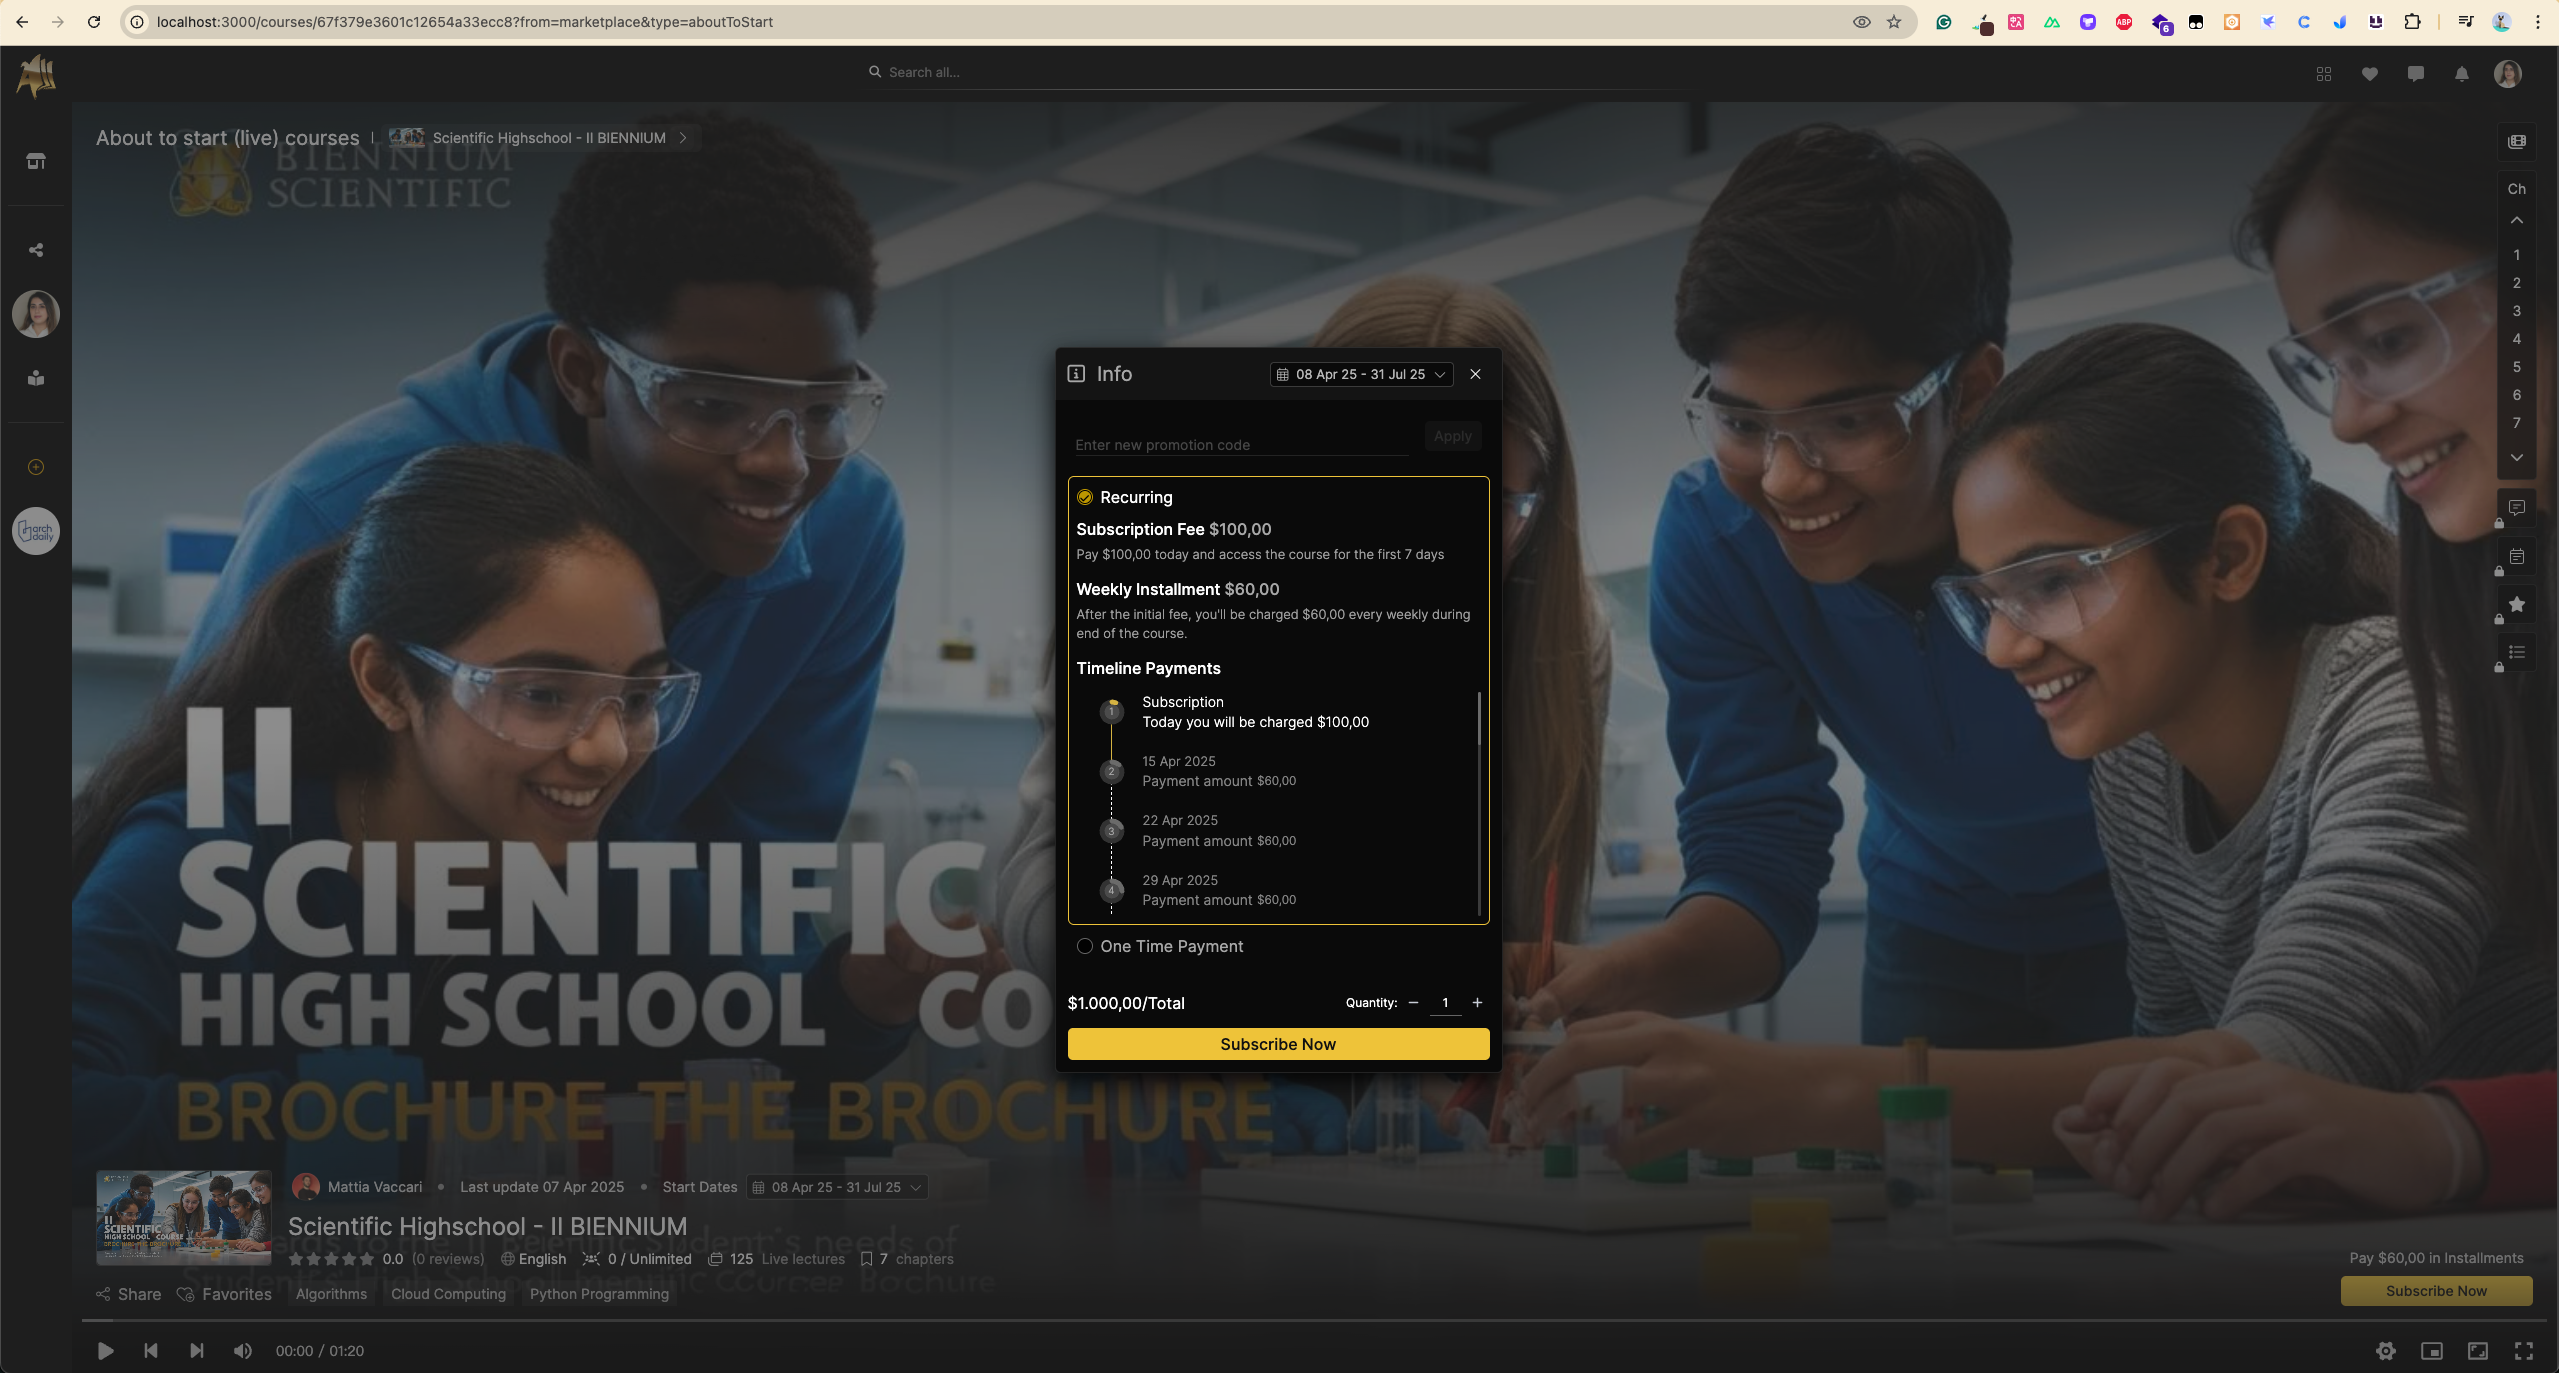 localhost:3000/courses/67f379e3601c12654a33ecc8?from=marketplace&type=aboutToStart
ABP
6
Search all...
About to start (live) courses | Scientific Highschool - II BIENNIUM
BIENNIUM
SCIENTIFIC
Ch
1
2
3
4
5
6
7
arch
daily
Info
08 Apr 25 - 31 Jul 25
Enter new promotion code
Apply
Recurring
Subscription Fee $100,00
Pay $100,00 today and access the course for the first 7 days
Weekly Installment $60,00
After the initial fee, you'll be charged $60,00 every weekly during
end of the course.
Timeline Payments
1
Subscription
Today you will be charged $100,00
2
15 Apr 2025
Payment amount $60,00
3
22 Apr 2025
Payment amount $60,00
4
29 Apr 2025
Payment amount $60,00
One Time Payment
$1.000,00/Total
Quantity: − 1 +
Subscribe Now
II
SCIENTIFIC
HIGH SCHOOL CO
BROCHURE THE BROCHURE
II
SCIENTIFIC
HIGH SCHOOL COURSE
Mattia Vaccari • Last update 07 Apr 2025 • Start Dates 08 Apr 25 - 31 Jul 25
Scientific Highschool - II BIENNIUM
0.0 (0 reviews) English 0 / Unlimited 125 Live lectures 7 chapters
Share Favorites Algorithms Cloud Computing Python Programming
Pay $60,00 in Installments
Subscribe Now
00:00 / 01:20